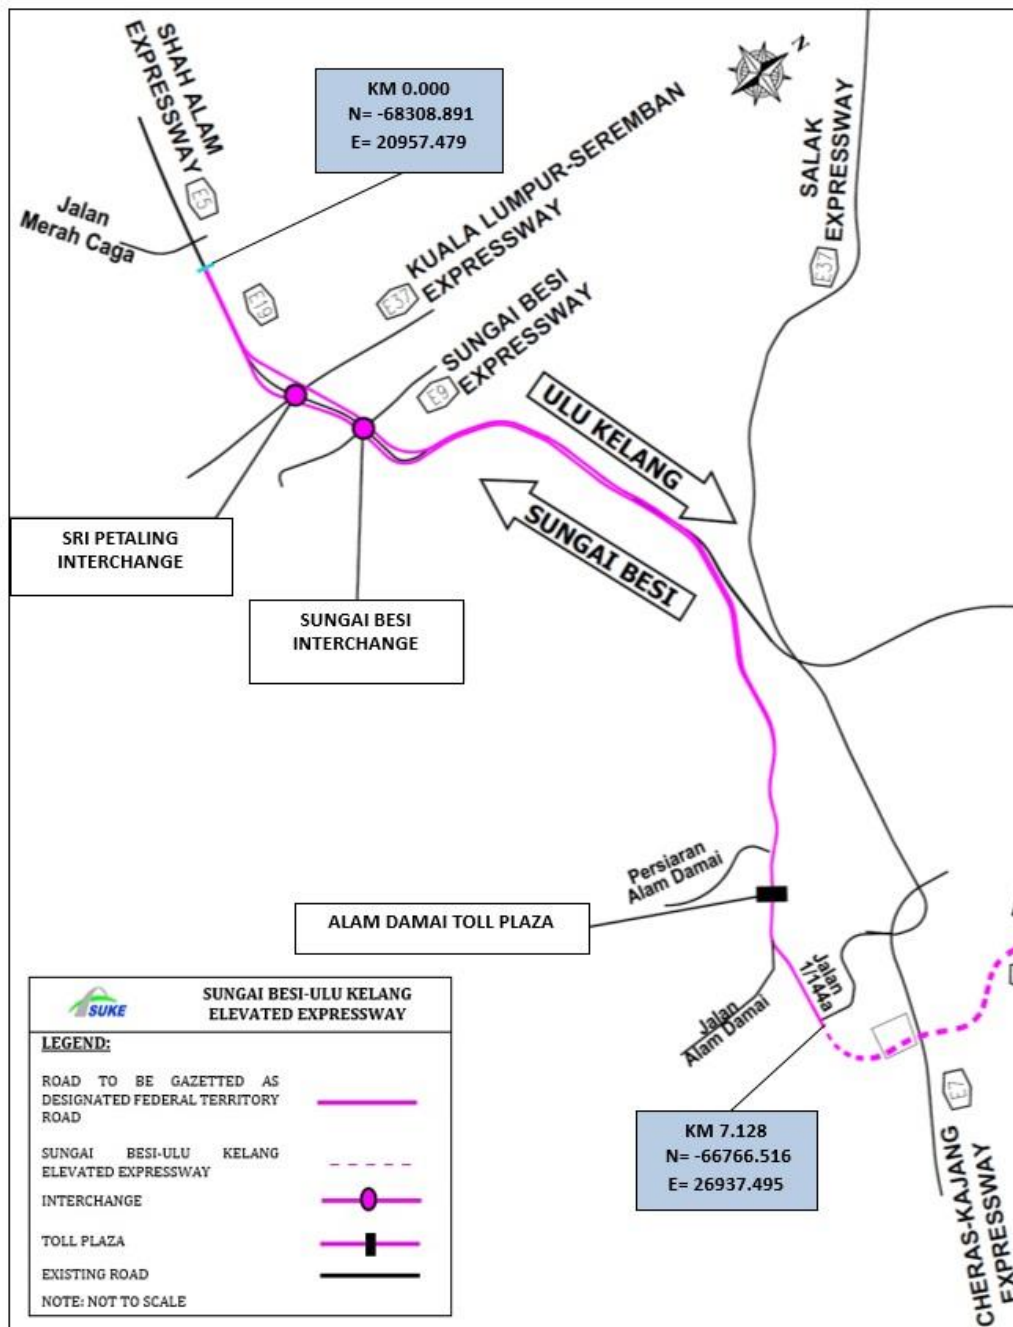 SHAH ALAM
EXPRESSWAY
E5
KM 0.000
N= -68308.891
E= 20957.479
N
Jalan
Merah Caga
E19
KUALA LUMPUR-SEREMBAN
EXPRESSWAY
E37
SALAK
EXPRESSWAY
E37
SUNGAI BESI
EXPRESSWAY
E9
ULU KELANG
SUNGAI BESI
SRI PETALING
INTERCHANGE
SUNGAI BESI
INTERCHANGE
Persiaran
Alam Damai
ALAM DAMAI TOLL PLAZA
Jalan
1/144a
Jalan
Alam Damai
KM 7.128
N= -66766.516
E= 26937.495
E7
CHERAS-KAJANG
EXPRESSWAY
SUKE
SUNGAI BESI-ULU KELANG
ELEVATED EXPRESSWAY
LEGEND:
ROAD TO BE GAZETTED AS
DESIGNATED FEDERAL TERRITORY
ROAD
SUNGAI BESI-ULU KELANG
ELEVATED EXPRESSWAY
INTERCHANGE
TOLL PLAZA
EXISTING ROAD
NOTE: NOT TO SCALE